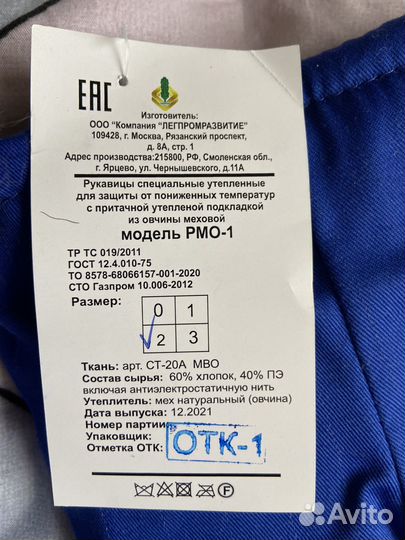 ЕАС
Изготовитель:
ООО "Компания "ЛЕГПРОМРАЗВИТИЕ"
109428, г. Москва, Рязанский проспект,
д. 8А, стр. 1
Адрес производства:215800, РФ, Смоленская обл.,
г. Ярцево, ул. Чернышевского, д.11А
Рукавицы специальные утепленные
для защиты от пониженных температур
с притачной утепленой подкладкой
из овчины меховой
модель РМО-1
ТР ТС 019/2011
ГОСТ 12.4.010-75
ТО 8578-68066157-001-2020
СТО Газпром 10.006-2012
Размер:
0 1
2 3
Ткань: арт. СТ-20А МВО
Состав сырья: 60% хлопок, 40% ПЭ
включая антиэлектростатичную нить
Утеплитель: мех натуральный (овчина)
Дата выпуска: 12.2021
Номер партии:
Упаковщик:
Отметка ОТК: ОТК-1
Avito